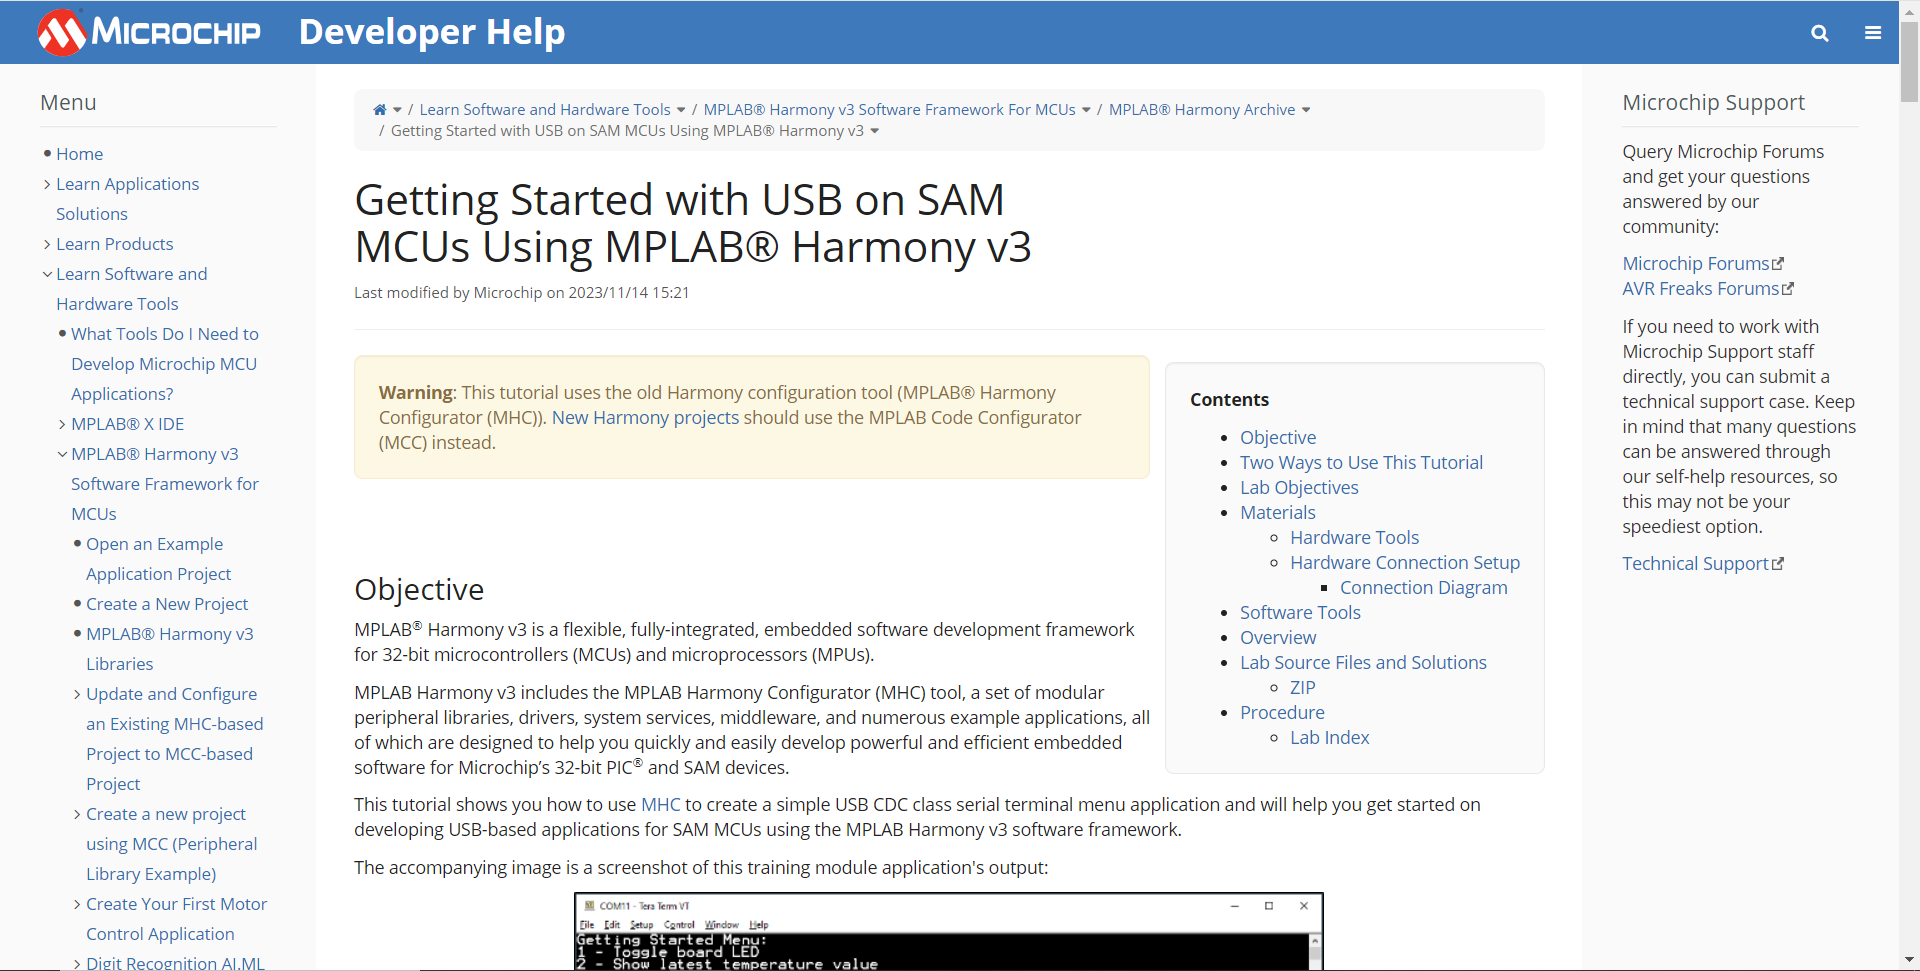 MICROCHIP Developer Help
Menu
Home
Learn Applications
Solutions
Learn Products
Learn Software and
Hardware Tools
What Tools Do I Need to
Develop Microchip MCU
Applications?
MPLAB® X IDE
MPLAB® Harmony v3
Software Framework for
MCUs
Open an Example
Application Project
Create a New Project
MPLAB® Harmony v3
Libraries
Update and Configure
an Existing MHC-based
Project to MCC-based
Project
Create a new project
using MCC (Peripheral
Library Example)
Create Your First Motor
Control Application
Digit Recognition AI.ML
/ Learn Software and Hardware Tools / MPLAB® Harmony v3 Software Framework For MCUs / MPLAB® Harmony Archive
/ Getting Started with USB on SAM MCUs Using MPLAB® Harmony v3
Getting Started with USB on SAM
MCUs Using MPLAB® Harmony v3
Last modified by Microchip on 2023/11/14 15:21
Warning: This tutorial uses the old Harmony configuration tool (MPLAB® Harmony
Configurator (MHC)). New Harmony projects should use the MPLAB Code Configurator
(MCC) instead.
Contents
Objective
Two Ways to Use This Tutorial
Lab Objectives
Materials
Hardware Tools
Hardware Connection Setup
Connection Diagram
Software Tools
Overview
Lab Source Files and Solutions
ZIP
Procedure
Lab Index
Objective
MPLAB® Harmony v3 is a flexible, fully-integrated, embedded software development framework
for 32-bit microcontrollers (MCUs) and microprocessors (MPUs).
MPLAB Harmony v3 includes the MPLAB Harmony Configurator (MHC) tool, a set of modular
peripheral libraries, drivers, system services, middleware, and numerous example applications, all
of which are designed to help you quickly and easily develop powerful and efficient embedded
software for Microchip’s 32-bit PIC® and SAM devices.
This tutorial shows you how to use MHC to create a simple USB CDC class serial terminal menu application and will help you get started on
developing USB-based applications for SAM MCUs using the MPLAB Harmony v3 software framework.
The accompanying image is a screenshot of this training module application's output:
COM11 - Tera Term VT
File Edit Setup Control Window Help
Getting Started Menu:
1 - Toggle board LED
2 - Show latest temperature value
Microchip Support
Query Microchip Forums
and get your questions
answered by our
community:
Microchip Forums
AVR Freaks Forums
If you need to work with
Microchip Support staff
directly, you can submit a
technical support case. Keep
in mind that many questions
can be answered through
our self-help resources, so
this may not be your
speediest option.
Technical Support